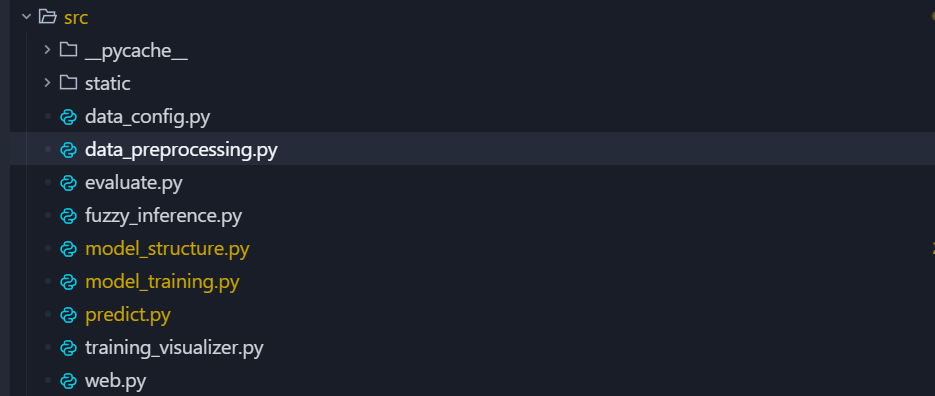 src
__pycache__
static
data_config.py
data_preprocessing.py
evaluate.py
fuzzy_inference.py
model_structure.py
model_training.py
predict.py
training_visualizer.py
web.py